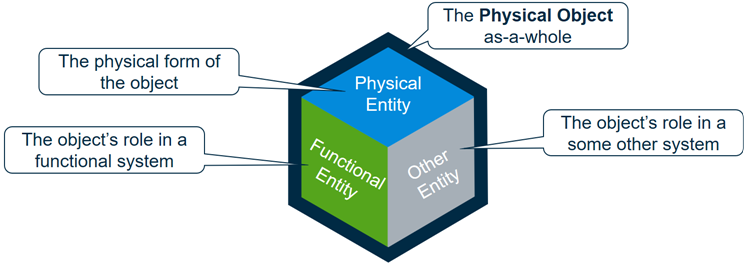 The Physical Object
as-a-whole
The physical form of
the object
Physical
Entity
The object's role in a
functional system
Functional
Entity
Other
Entity
The object's role in a
some other system